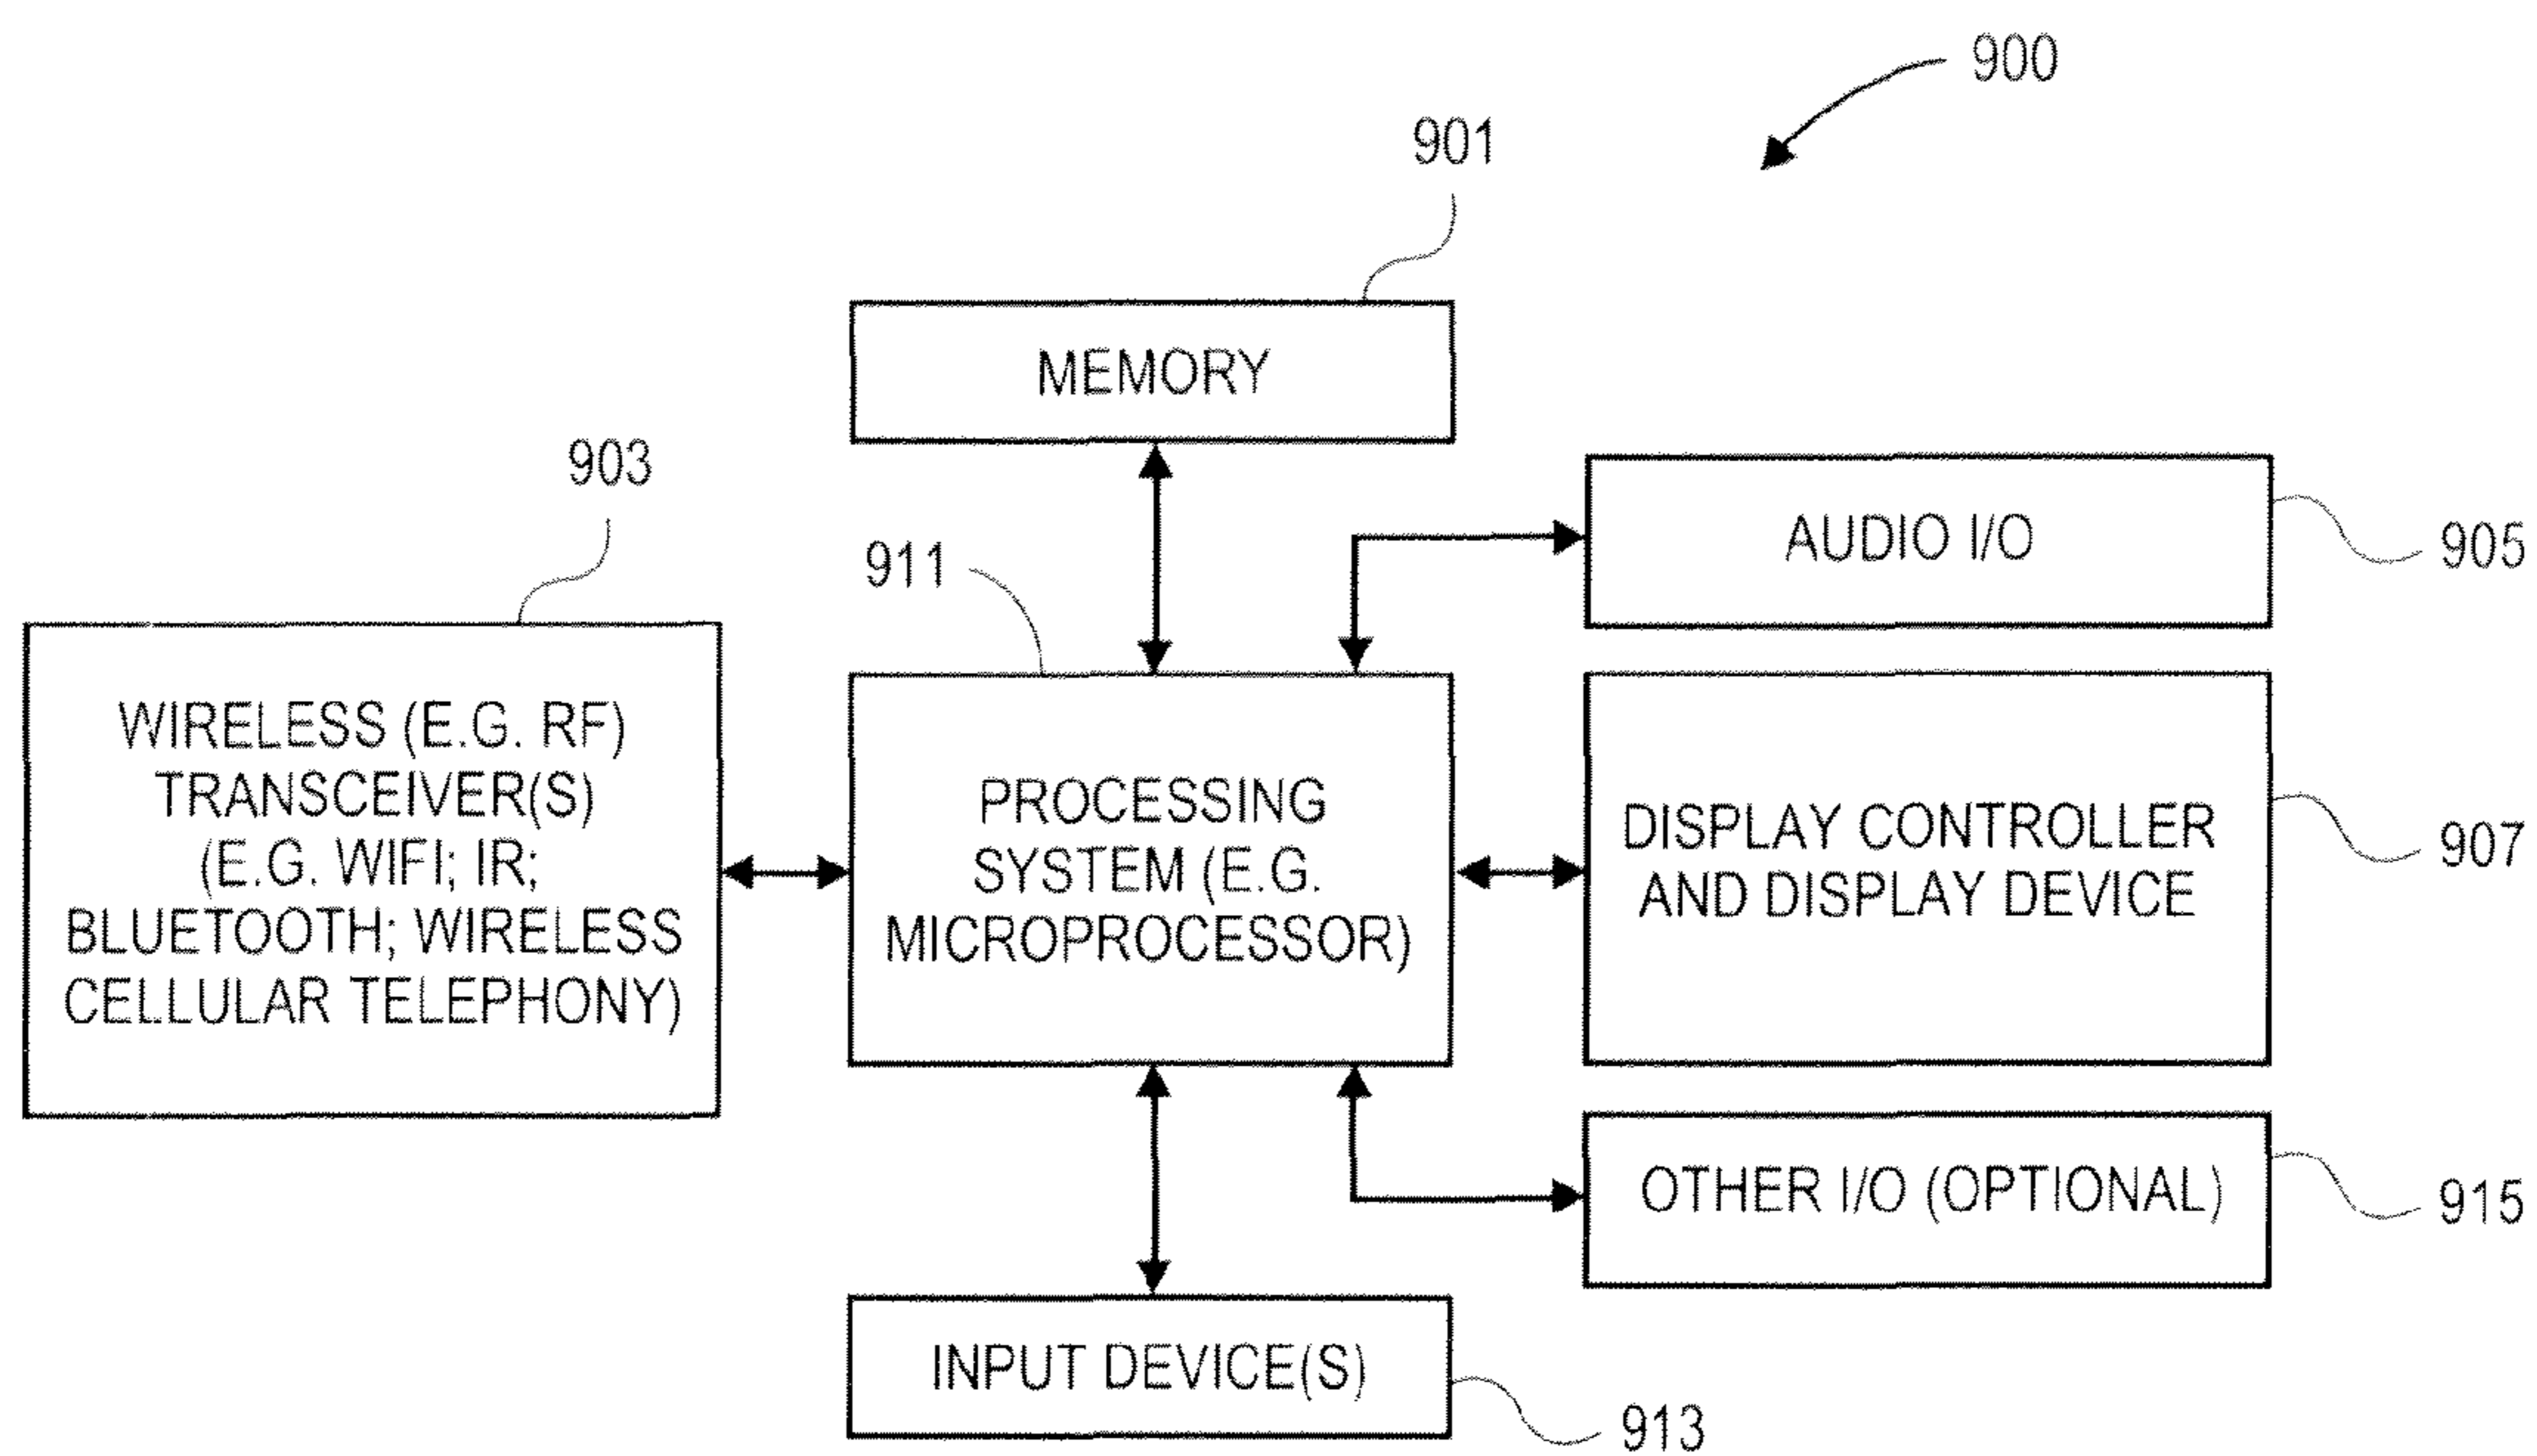 900
901
MEMORY
903
911
AUDIO I/O
905
WIRELESS (E.G. RF)
TRANSCEIVER(S)
(E.G. WIFI; IR;
BLUETOOTH; WIRELESS
CELLULAR TELEPHONY)
PROCESSING
SYSTEM (E.G.
MICROPROCESSOR)
DISPLAY CONTROLLER
AND DISPLAY DEVICE
907
OTHER I/O (OPTIONAL)
915
INPUT DEVICE(S)
913